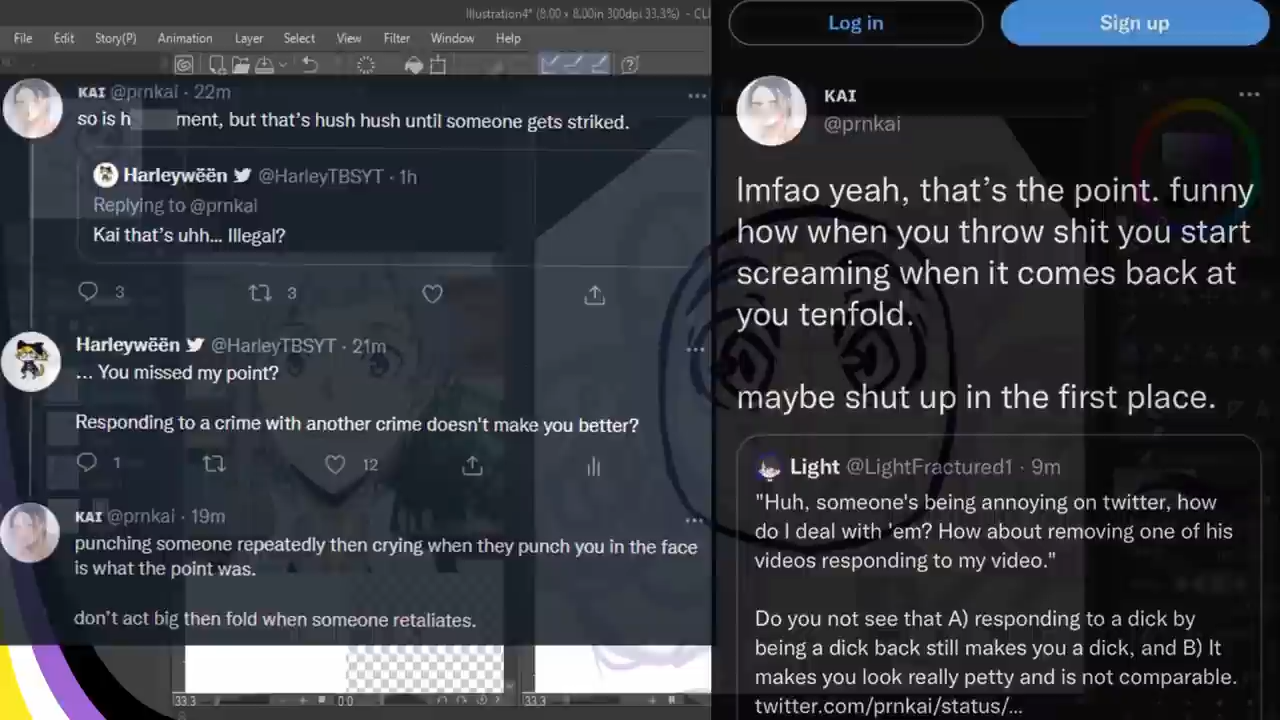 Illustration4* (8.00 x 8.00in 300dpi 33.3%) - CLI
File Edit Story(P) Animation Layer Select View Filter Window Help
KAI @prnkai · 22m
so is h ment, but that's hush hush until someone gets striked.
Harleywëën @HarleyTBSYT · 1h
Replying to @prnkai
Kai that's uhh... Illegal?
3 3
Harleywëën @HarleyTBSYT · 21m
... You missed my point?
Responding to a crime with another crime doesn't make you better?
1 12
KAI @prnkai · 19m
punching someone repeatedly then crying when they punch you in the face
is what the point was.
don't act big then fold when someone retaliates.
33.3 0.0 33.3
Log in Sign up
KAI
@prnkai
lmfao yeah, that's the point. funny
how when you throw shit you start
screaming when it comes back at
you tenfold.
maybe shut up in the first place.
Light @LightFractured1 · 9m
"Huh, someone's being annoying on twitter, how
do I deal with 'em? How about removing one of his
videos responding to my video."
Do you not see that A) responding to a dick by
being a dick back still makes you a dick, and B) It
makes you look really petty and is not comparable.
twitter.com/prnkai/status/...